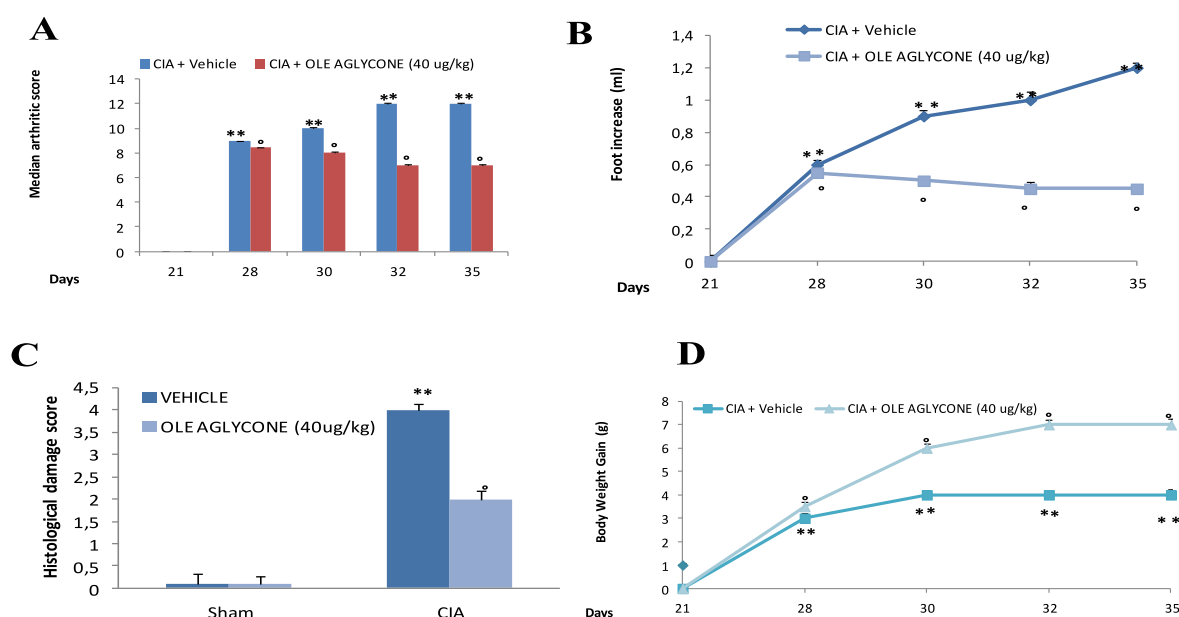 A
CIA + Vehicle CIA + OLE AGLYCONE (40 ug/kg)
Median arthritic score
14
12
10
8
6
4
2
0
** ** ** **
° ° ° °
21 28 30 32 35
Days
B
CIA + Vehicle
CIA + OLE AGLYCONE (40 ug/kg)
Foot increase (ml)
1,4
1,2
1
0,8
0,6
0,4
0,2
0
** ** ** **
° ° ° °
21 28 30 32 35
Days
C
VEHICLE
OLE AGLYCONE (40ug/kg)
Histological damage score
4,5
4
3,5
3
2,5
2
1,5
1
0,5
0
**
°
Sham CIA
D
CIA + Vehicle CIA + OLE AGLYCONE (40 ug/kg)
Body Weight Gain (g)
8
7
6
5
4
3
2
1
0
° ° ° °
** ** ** **
21 28 30 32 35
Days